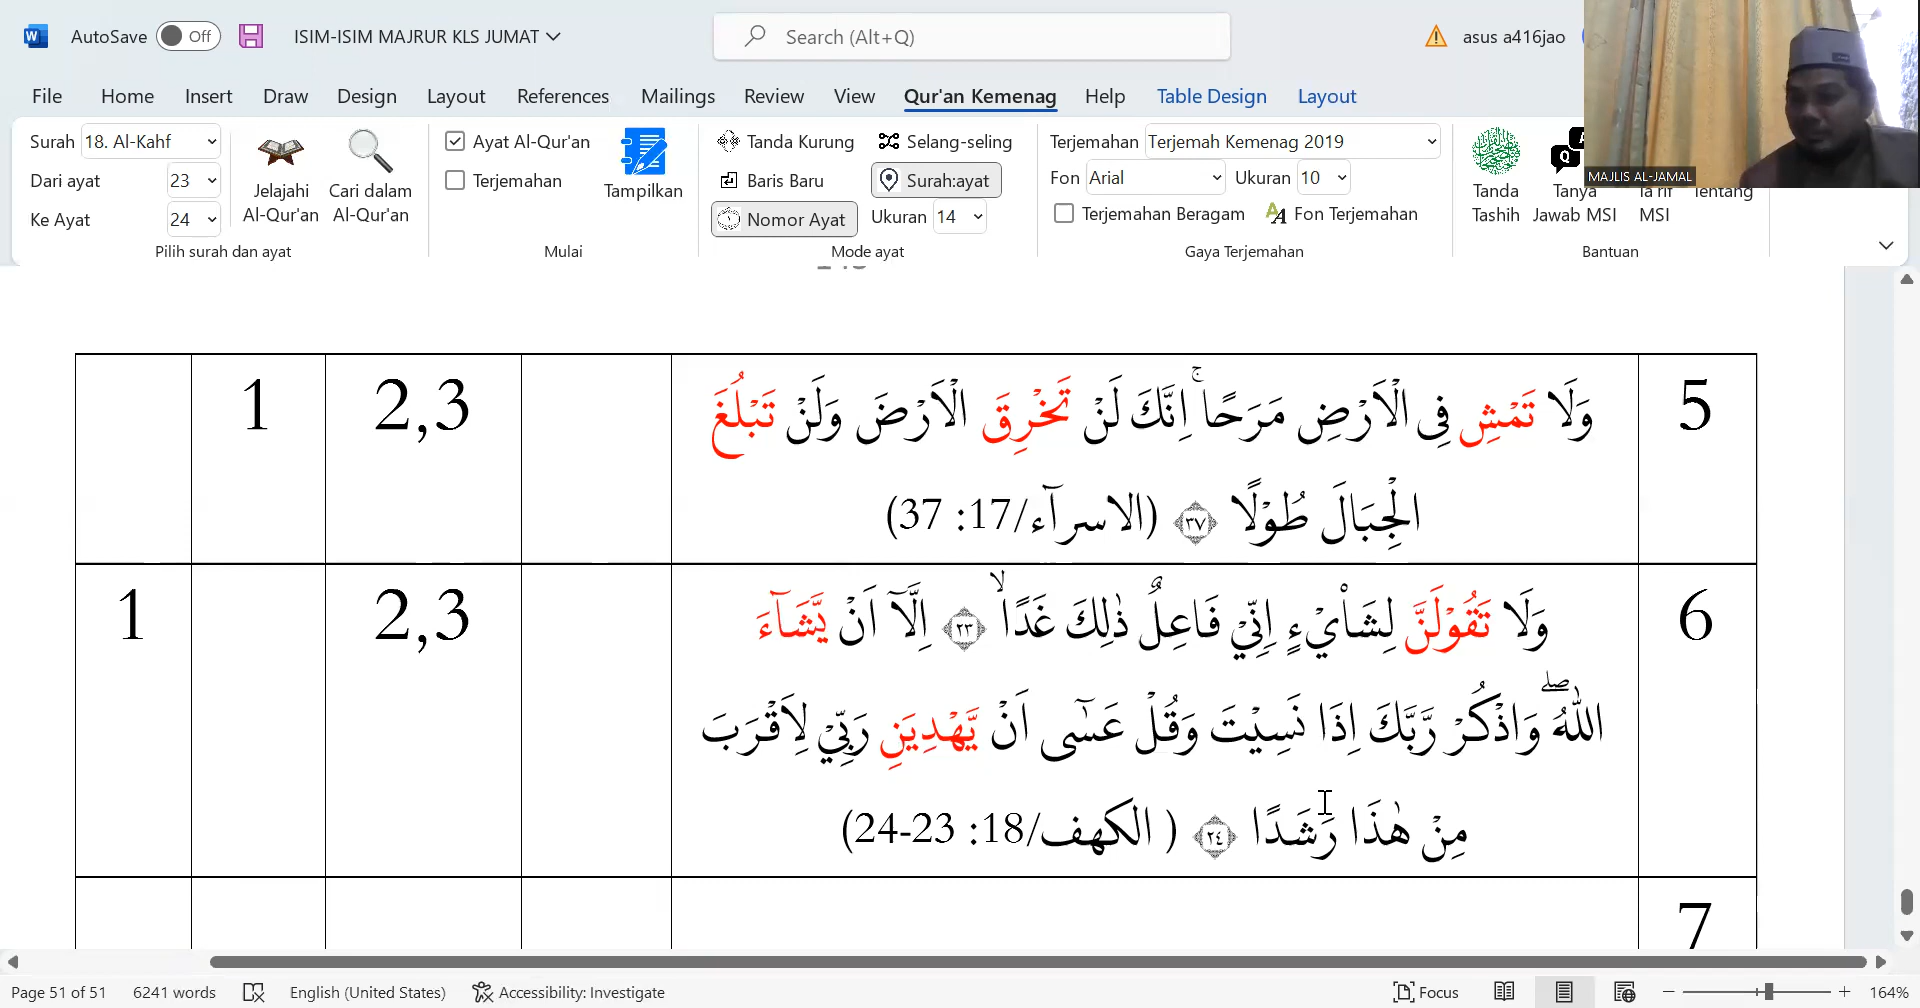 AutoSave Off ISIM-ISIM MAJRUR KLS JUMAT Search (Alt+Q) asus a416jao
File Home Insert Draw Design Layout References Mailings Review View Qur'an Kemenag Help Table Design Layout
Surah 18. Al-Kahf
Dari ayat 23
Ke Ayat 24
Jelajahi Al-Qur'an
Cari dalam Al-Qur'an
Pilih surah dan ayat
Ayat Al-Qur'an
Terjemahan
Tampilkan
Mulai
Tanda Kurung Selang-seling
Baris Baru Surah:ayat
Nomor Ayat Ukuran 14
Mode ayat
Terjemahan Terjemah Kemenag 2019
Fon Arial Ukuran 10
Terjemahan Beragam Fon Terjemahan
Gaya Terjemahan
Tanda Tashih
Tanya Jawab MSI
Ta'rif MSI
Tentang
Bantuan
MAJLIS AL-JAMAL
5
وَلَا تَمْشِ فِى الْاَرْضِ مَرَحًاۚ اِنَّكَ لَنْ تَخْرِقَ الْاَرْضَ وَلَنْ تَبْلُغَ
الْجِبَالَ طُوْلًا ٣٧ (الاسرآء/17: 37)
2,3
1
6
وَلَا تَقُوْلَنَّ لِشَا۟يْءٍ اِنِّيْ فَاعِلٌ ذٰلِكَ غَدًاۙ ٢٣ اِلَّآ اَنْ يَّشَاۤءَ
اللّٰهُ ۖوَاذْكُرْ رَّبَّكَ اِذَا نَسِيْتَ وَقُلْ عَسٰٓى اَنْ يَّهْدِيَنِ رَبِّيْ لِاَقْرَبَ
مِنْ هٰذَا رَشَدًا ٢٤ ( الكهف/18: 23-24)
2,3
1
7
Page 51 of 51 6241 words English (United States) Accessibility: Investigate Focus 164%